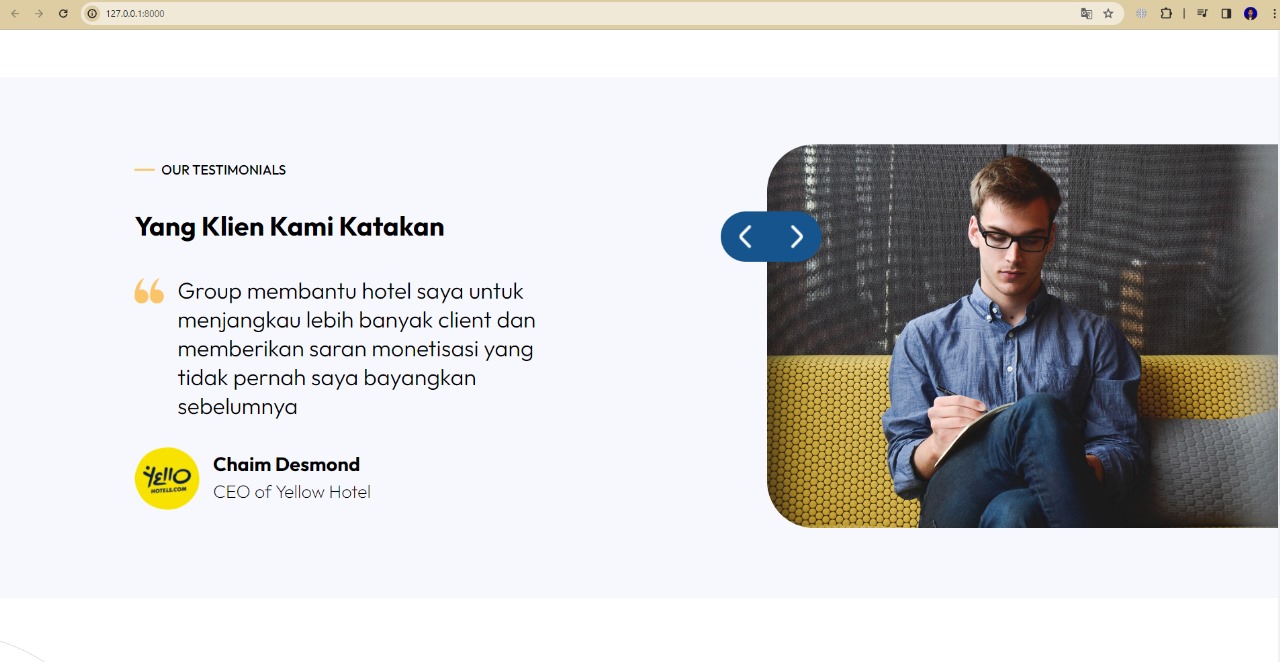 127.0.0.1:8000
OUR TESTIMONIALS
Yang Klien Kami Katakan
Group membantu hotel saya untuk
menjangkau lebih banyak client dan
memberikan saran monetisasi yang
tidak pernah saya bayangkan
sebelumnya
YEllO
HOTELS.COM
Chaim Desmond
CEO of Yellow Hotel